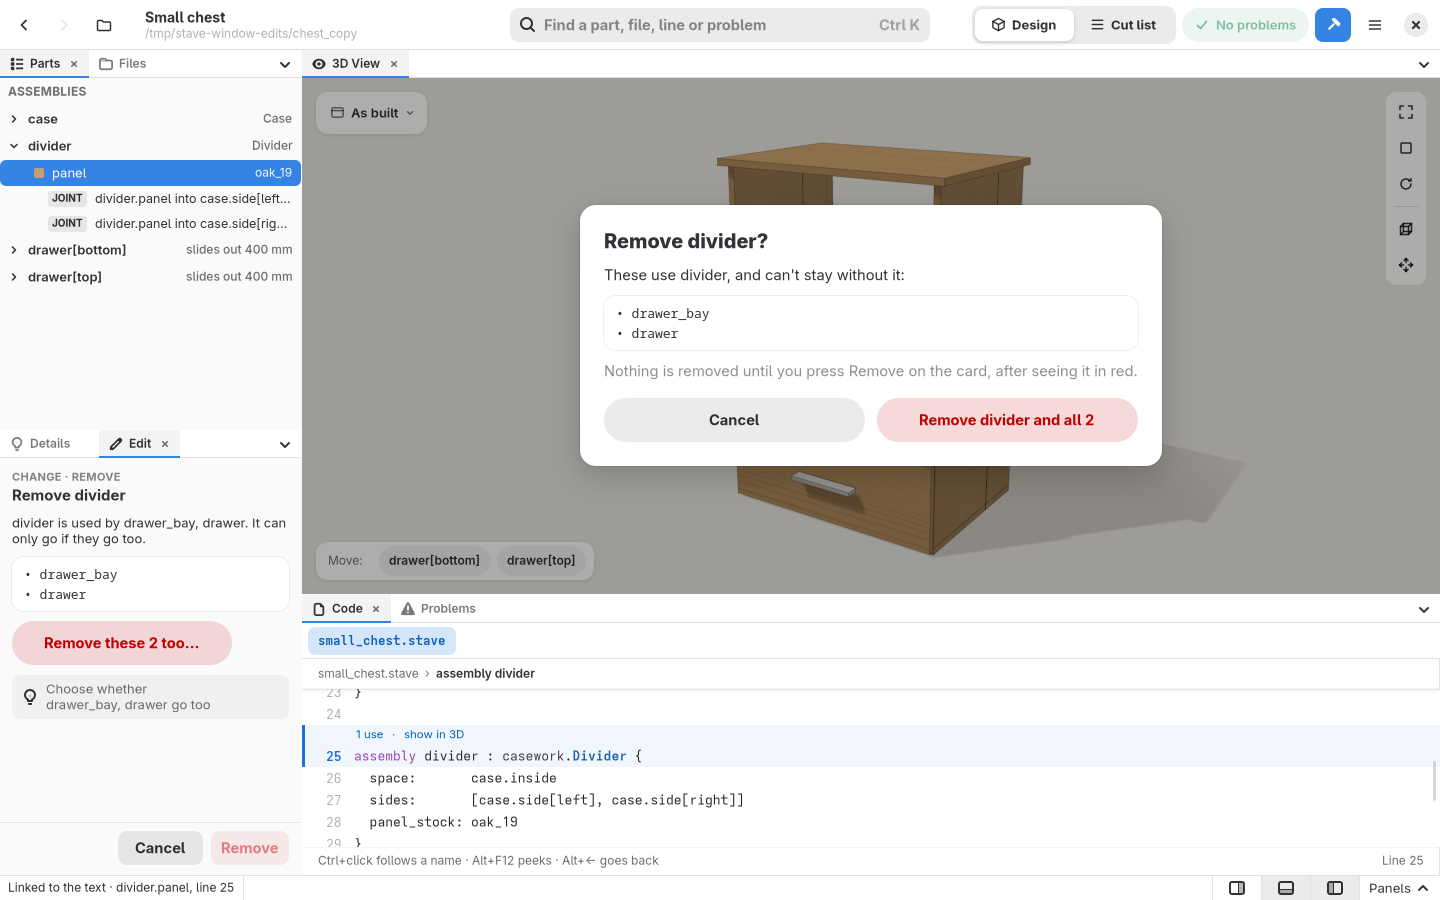 Small chest
/tmp/stave-window-edits/chest_copy
Find a part, file, line or problem
Ctrl K
Design
Cut list
No problems
Parts
Files
3D View
ASSEMBLIES
case
Case
divider
Divider
panel
oak_19
JOINT
divider.panel into case.side[left…
JOINT
divider.panel into case.side[rig…
drawer[bottom]
slides out 400 mm
drawer[top]
slides out 400 mm
As built
Remove divider?
These use divider, and can't stay without it:
• drawer_bay
• drawer
Nothing is removed until you press Remove on the card, after seeing it in red.
Cancel
Remove divider and all 2
Move:
drawer[bottom]
drawer[top]
Details
Edit
CHANGE · REMOVE
Remove divider
divider is used by drawer_bay, drawer. It can
only go if they go too.
• drawer_bay
• drawer
Remove these 2 too…
Choose whether
drawer_bay, drawer go too
Cancel
Remove
Code
Problems
small_chest.stave
small_chest.stave › assembly divider
23 }
24
1 use · show in 3D
25 assembly divider : casework.Divider {
26 space: case.inside
27 sides: [case.side[left], case.side[right]]
28 panel_stock: oak_19
29 }
Ctrl+click follows a name · Alt+F12 peeks · Alt+← goes back
Line 25
Linked to the text · divider.panel, line 25
Panels